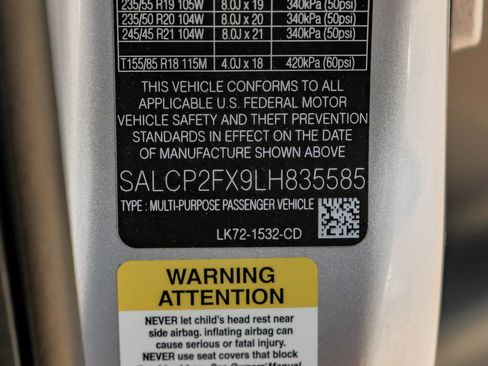 235/55 R19 105W 8.0J x 19 340kPa (50psi)
235/50 R20 104W 8.0J x 20 340kPa (50psi)
245/45 R21 104W 8.0J x 21 340kPa (50psi)
T155/85 R18 115M 4.0J x 18 420kPa (60psi)
THIS VEHICLE CONFORMS TO ALL
APPLICABLE U.S. FEDERAL MOTOR
VEHICLE SAFETY AND THEFT PREVENTION
STANDARDS IN EFFECT ON THE DATE
OF MANUFACTURE SHOWN ABOVE
SALCP2FX9LH835585
TYPE : MULTI-PURPOSE PASSENGER VEHICLE
LK72-1532-CD
WARNING
ATTENTION
NEVER let child's head rest near
side airbag. inflating airbag can
cause serious or fatal injury.
NEVER use seat covers that block
See Owners' Manual